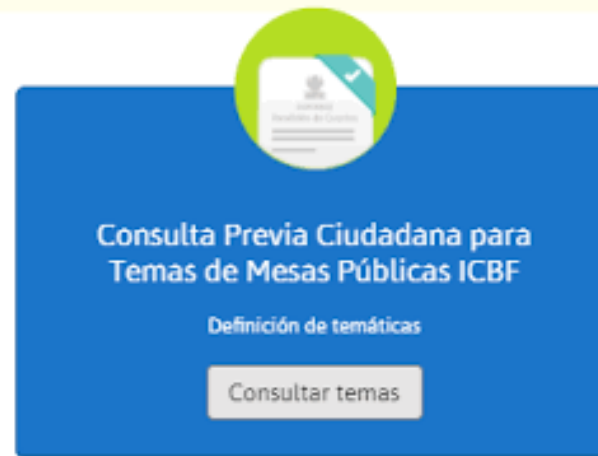 Consulta Previa Ciudadana para
Temas de Mesas Públicas ICBF
Definición de temáticas
Consultar temas